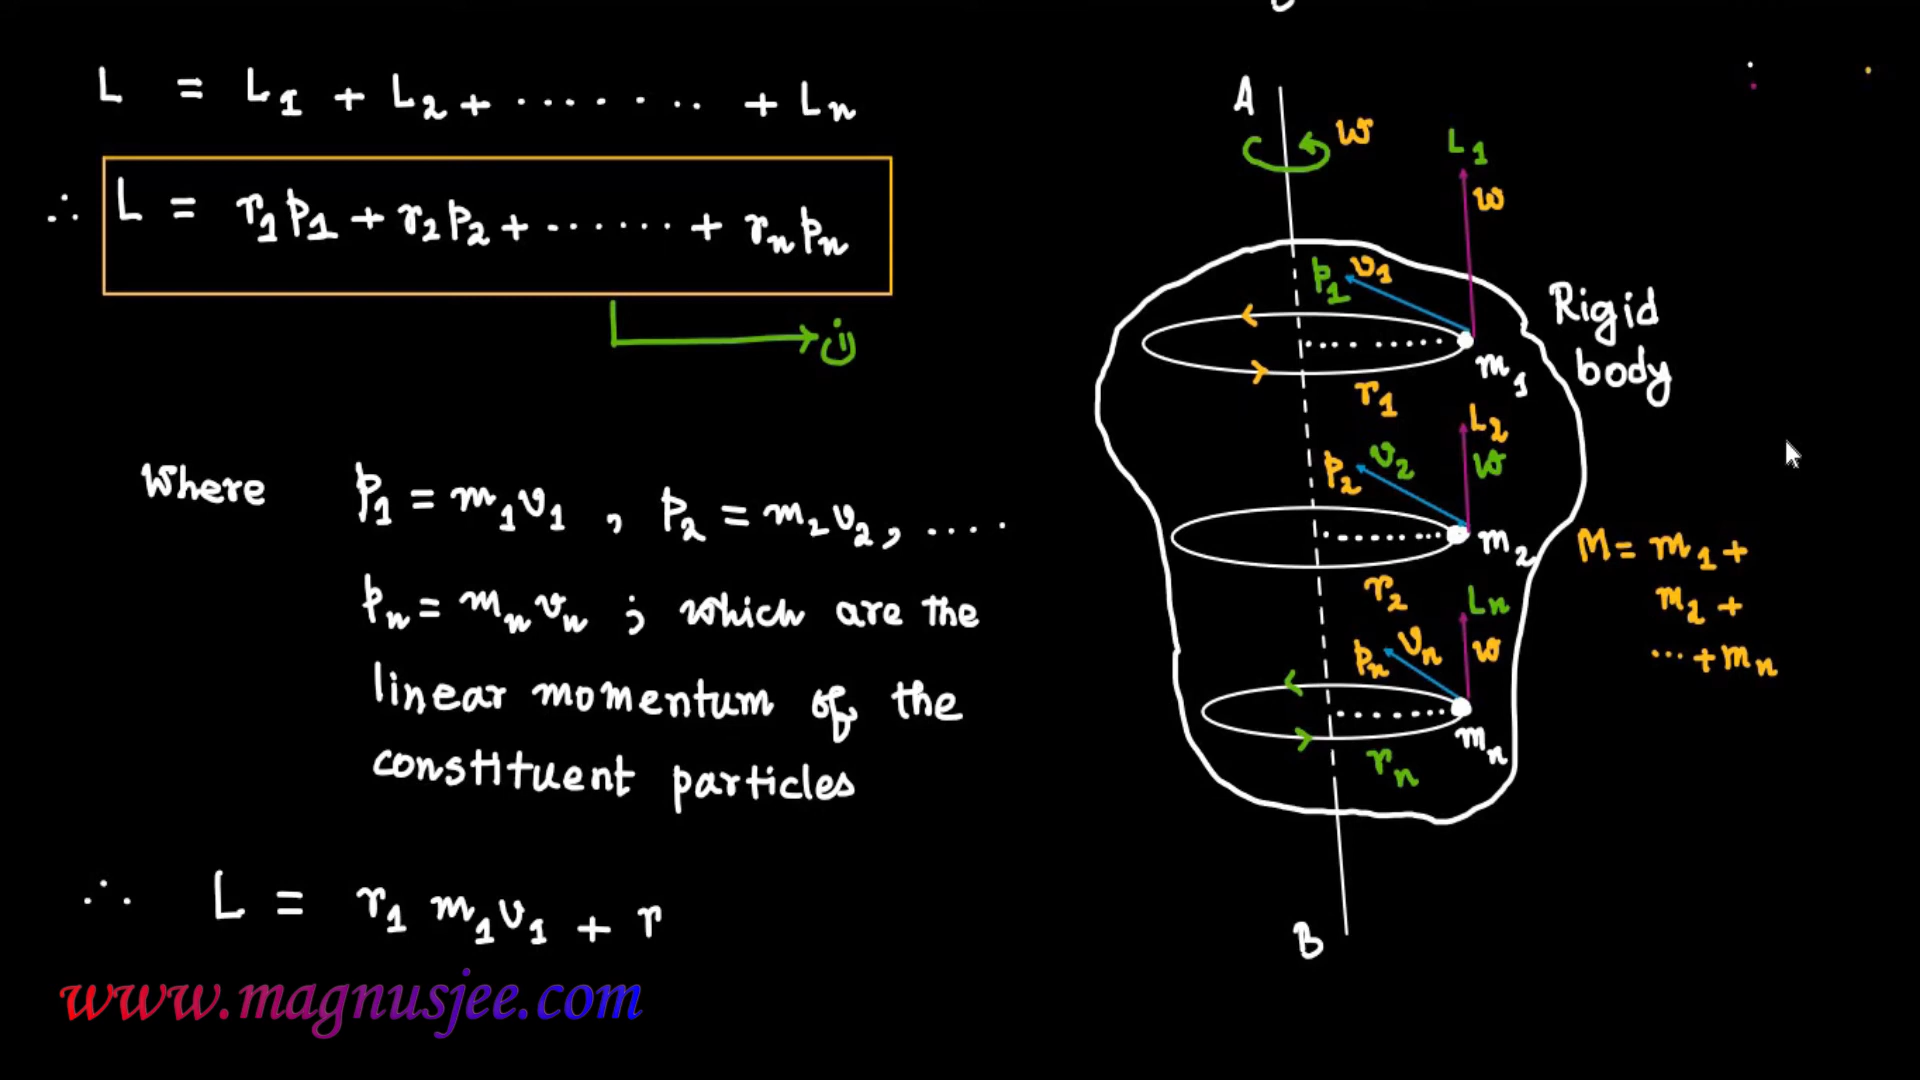 L = L1 + L2 + ........ + Ln
∴ L = r1p1 + r2p2 + ...... + rnpn
(i)
Where p1 = m1v1 , p2 = m2v2, ....
pn = mnvn ; which are the
linear momentum of the
constituent particles
∴ L = r1 m1v1 + r
www.magnusjee.com
A
w
L1
w
p1 v1
Rigid
body
m1
r1
L2
p2 v2 w
m2
M = m1 +
m2 +
... + mn
r2
Ln
pn vn w
mn
rn
B